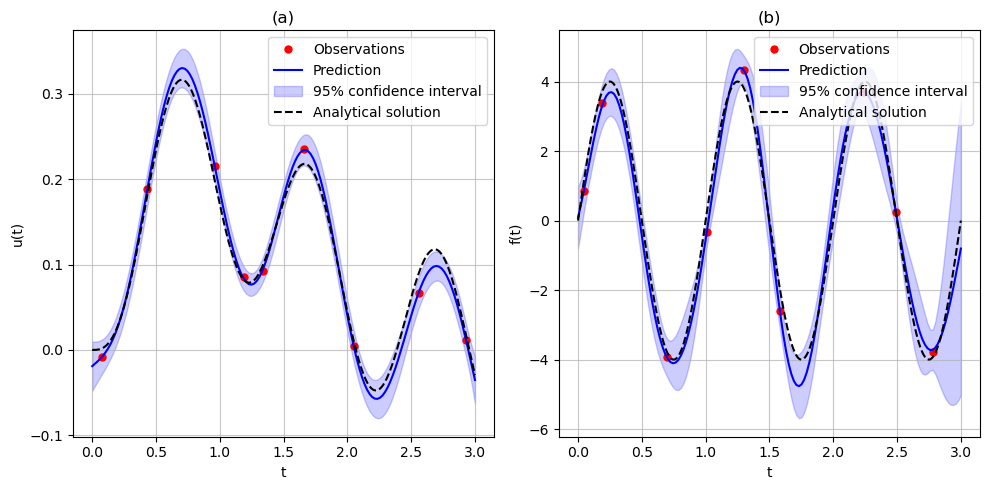 (a)
Observations
Prediction
95% confidence interval
Analytical solution
0.3
0.2
0.1
0.0
−0.1
u(t)
0.0 0.5 1.0 1.5 2.0 2.5 3.0
t
(b)
Observations
Prediction
95% confidence interval
Analytical solution
4
2
0
−2
−4
−6
f(t)
0.0 0.5 1.0 1.5 2.0 2.5 3.0
t